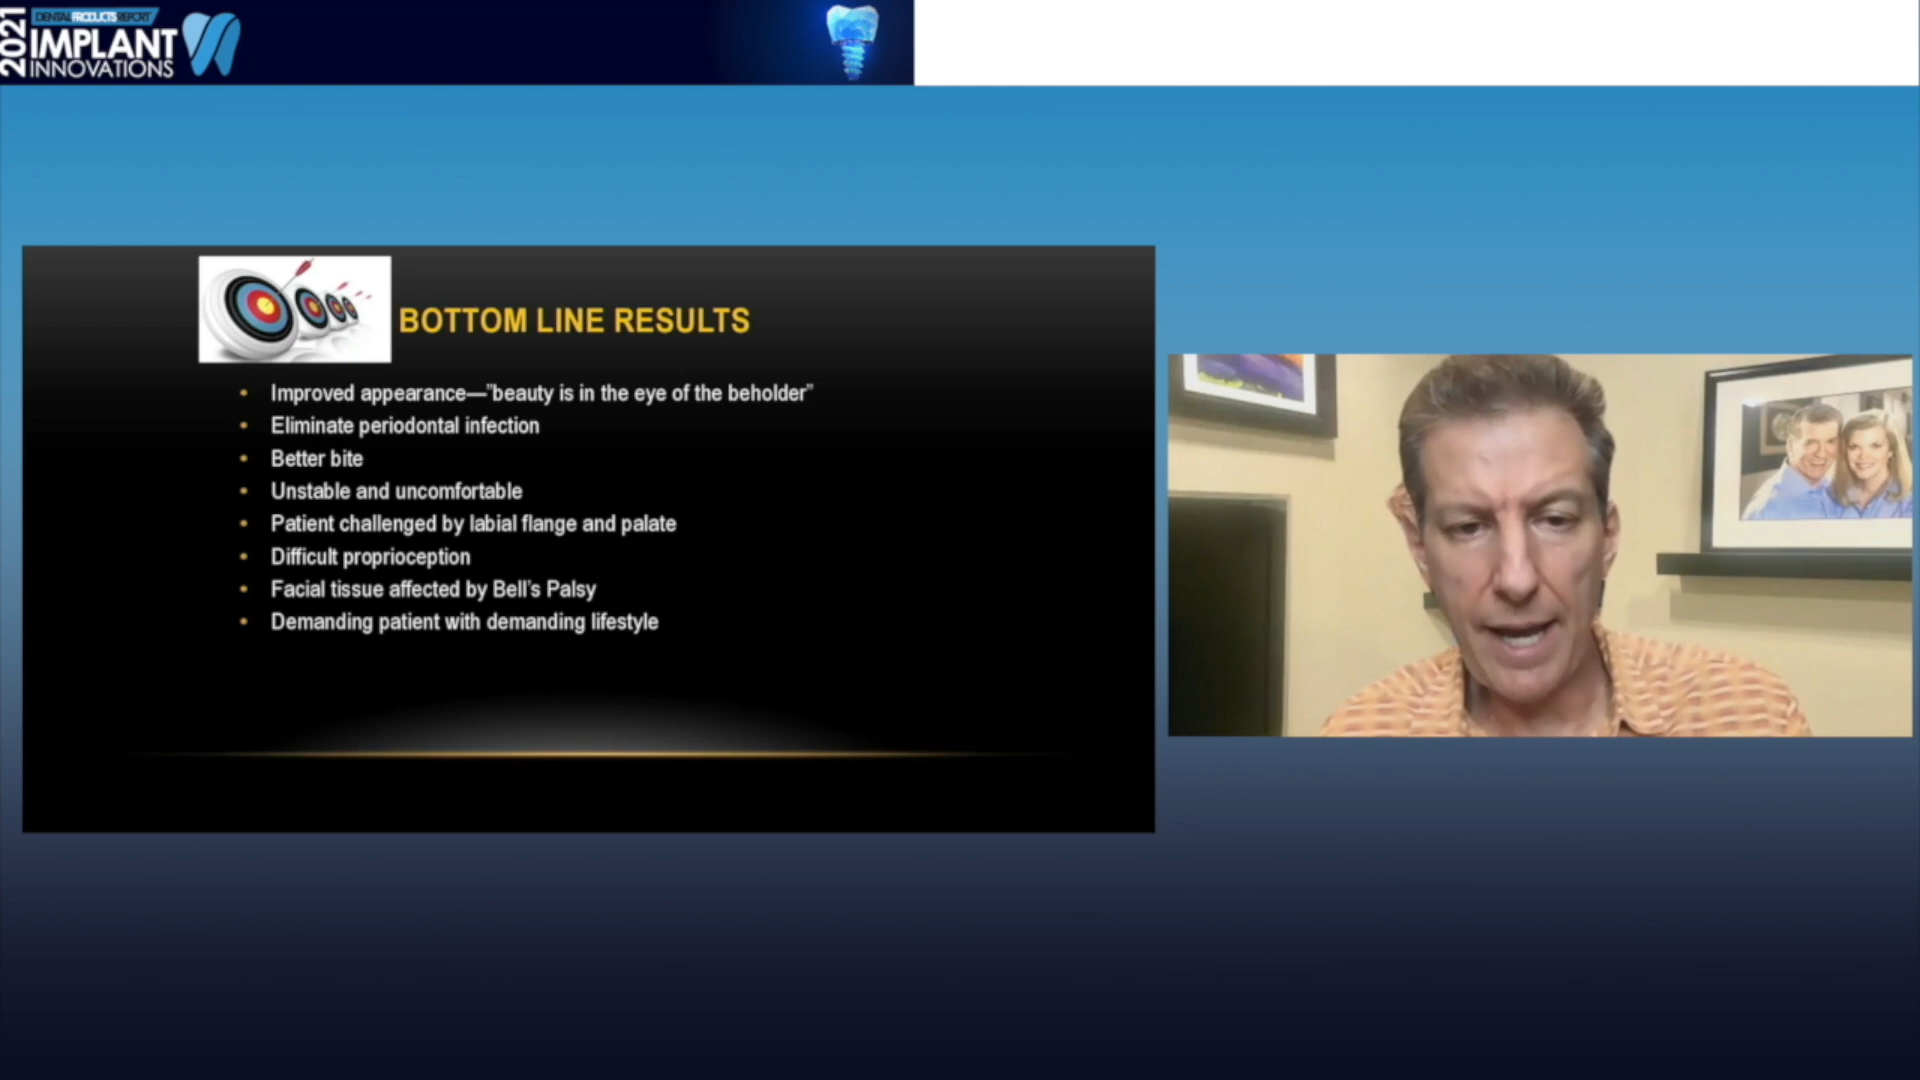 2021
DENTAL PRODUCTS REPORT
IMPLANT
INNOVATIONS
BOTTOM LINE RESULTS
• Improved appearance—”beauty is in the eye of the beholder”
• Eliminate periodontal infection
• Better bite
• Unstable and uncomfortable
• Patient challenged by labial flange and palate
• Difficult proprioception
• Facial tissue affected by Bell's Palsy
• Demanding patient with demanding lifestyle